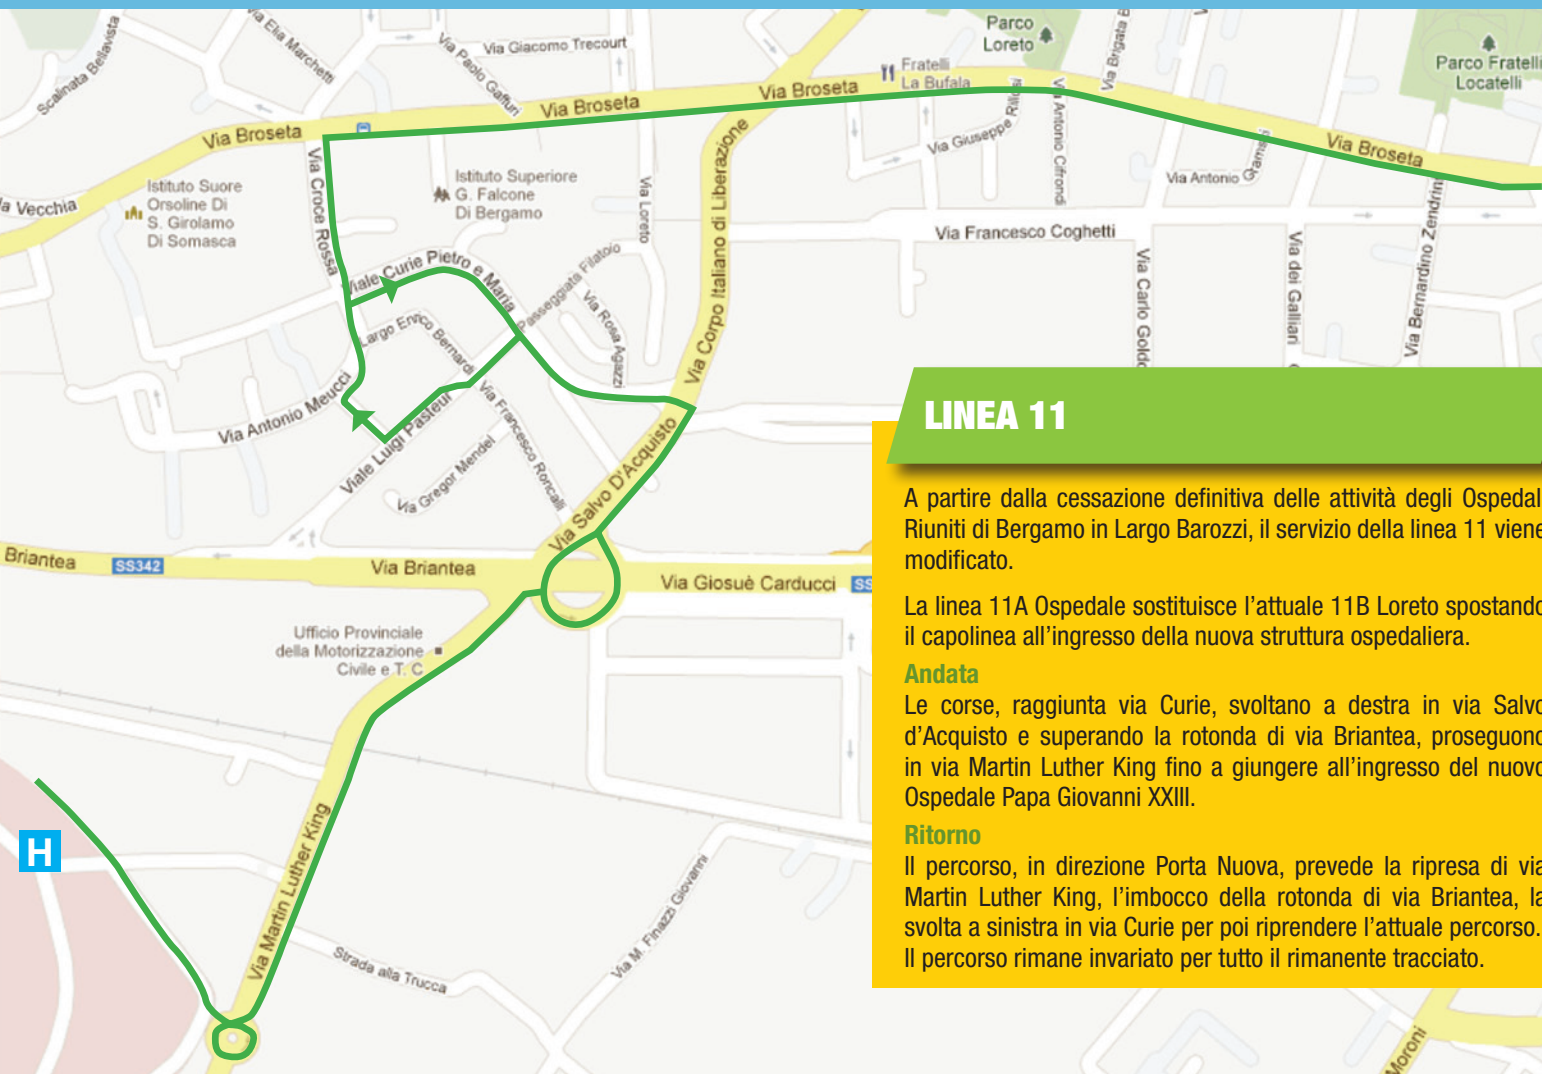 Via Elia Marchetti
Scalinata Bellavista
Via Paolo Gaffuri
Via Giacomo Trecourt
Parco
Loreto
Via Brigata B
Parco Fratelli
Locatelli
Fratelli
La Bufala
Via Broseta
Via Broseta
Via Broseta
Via Broseta
Via Giuseppe
Via Antonio Cifrondi
Via Antonio
Via Croce Rossa
Istituto Suore
Orsoline Di
S. Girolamo
Di Somasca
Istituto Superiore
G. Falcone
Di Bergamo
Vecchia
Via Loreto
Via Corpo Italiano di Liberazione
Via Francesco Coghetti
Via Carlo Goldo
Via dei Galliari
Via Bernardino Zendrini
Viale Curie Pietro e Maria
Passeggiata Filatoio
Via Rosa Agazzi
Largo Enrico Bernardi
Via Antonio Meucci
Viale Luigi Pasteur
Via Gregor Mendel
Via Francesco Roncalli
Via Salvo D'Acquisto
Briantea
SS342
Via Briantea
Via Giosuè Carducci
SS
Ufficio Provinciale
della Motorizzazione
Civile e T. C
H
Via Martin Luther King
Strada alla Trucca
Via M. Finazzi Giovanni
Moroni
LINEA 11
A partire dalla cessazione definitiva delle attività degli Ospedal
Riuniti di Bergamo in Largo Barozzi, il servizio della linea 11 viene
modificato.
La linea 11A Ospedale sostituisce l'attuale 11B Loreto spostando
il capolinea all'ingresso della nuova struttura ospedaliera.
Andata
Le corse, raggiunta via Curie, svoltano a destra in via Salvo
d'Acquisto e superando la rotonda di via Briantea, proseguono
in via Martin Luther King fino a giungere all'ingresso del nuovo
Ospedale Papa Giovanni XXIII.
Ritorno
Il percorso, in direzione Porta Nuova, prevede la ripresa di via
Martin Luther King, l'imbocco della rotonda di via Briantea, la
svolta a sinistra in via Curie per poi riprendere l'attuale percorso.
Il percorso rimane invariato per tutto il rimanente tracciato.